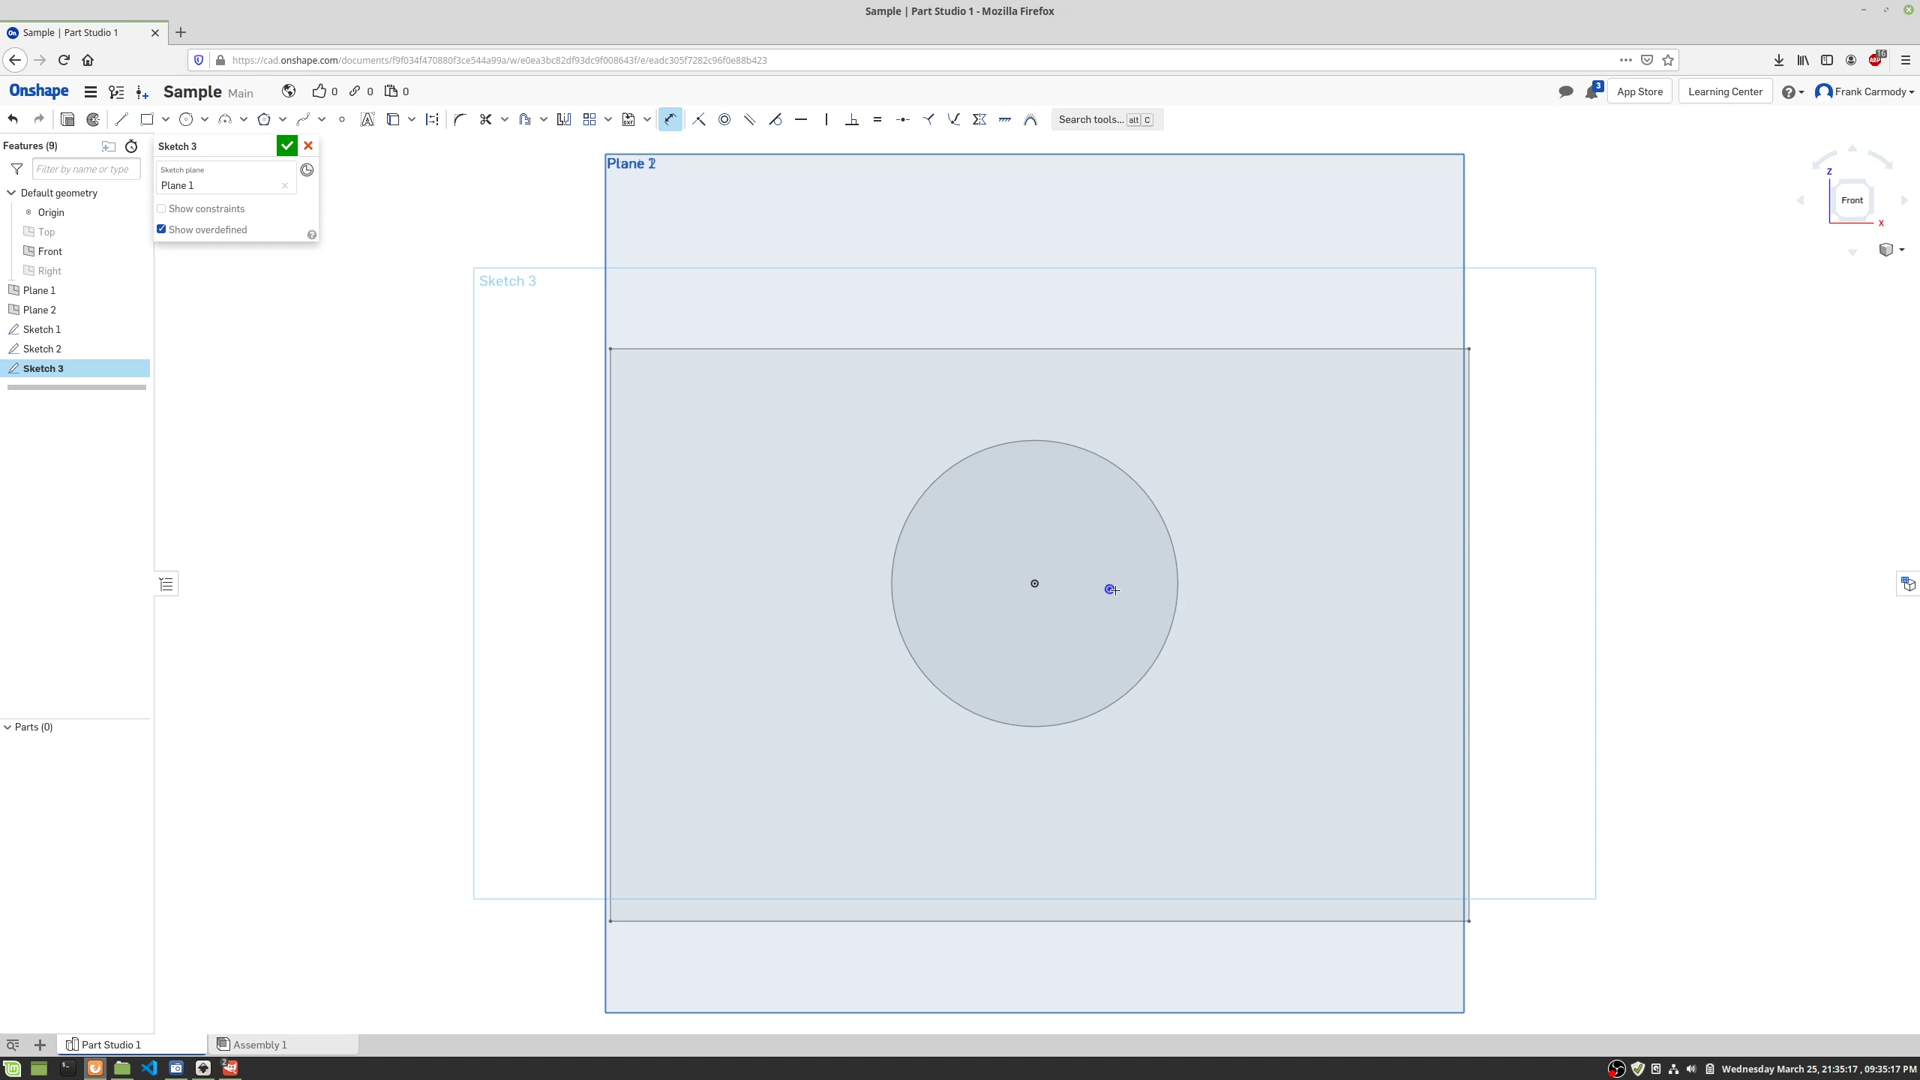 Sample | Part Studio 1 - Mozilla Firefox
Sample | Part Studio 1
https://cad.onshape.com/documents/f9f034f470880f3ce544a99a/w/e0ea3bc82df93dc9f008643f/e/eadc305f7282c96f0e88b423
16
Onshape Sample Main 0 0 0 3 App Store Learning Center Frank Carmody
Search tools... alt C
Features (9)
Filter by name or type
Default geometry
Origin
Top
Front
Right
Plane 1
Plane 2
Sketch 1
Sketch 2
Sketch 3
Parts (0)
Sketch 3
Sketch plane
Plane 1
Show constraints
Show overdefined
Sketch 3
Z
Front
X
Part Studio 1
Assembly 1
2
Wednesday March 25, 21:35:17 , 09:35:17 PM